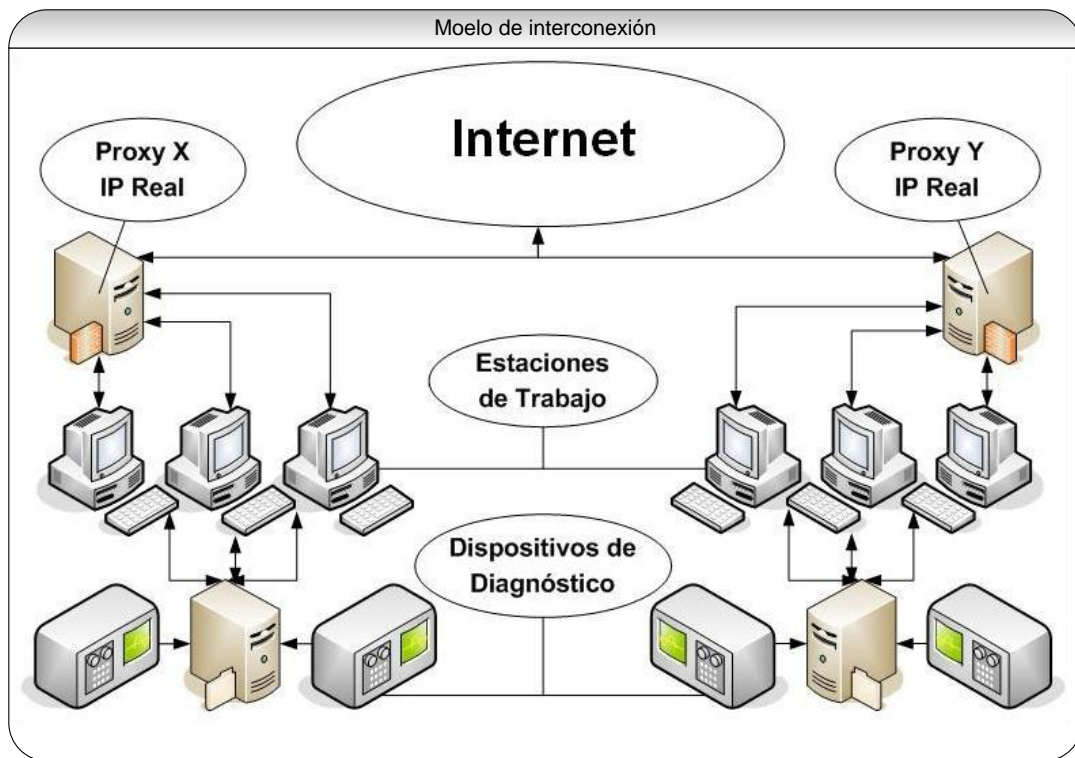 Moelo de interconexión
Internet
Proxy X
IP Real
Proxy Y
IP Real
Estaciones
de Trabajo
Dispositivos de
Diagnóstico